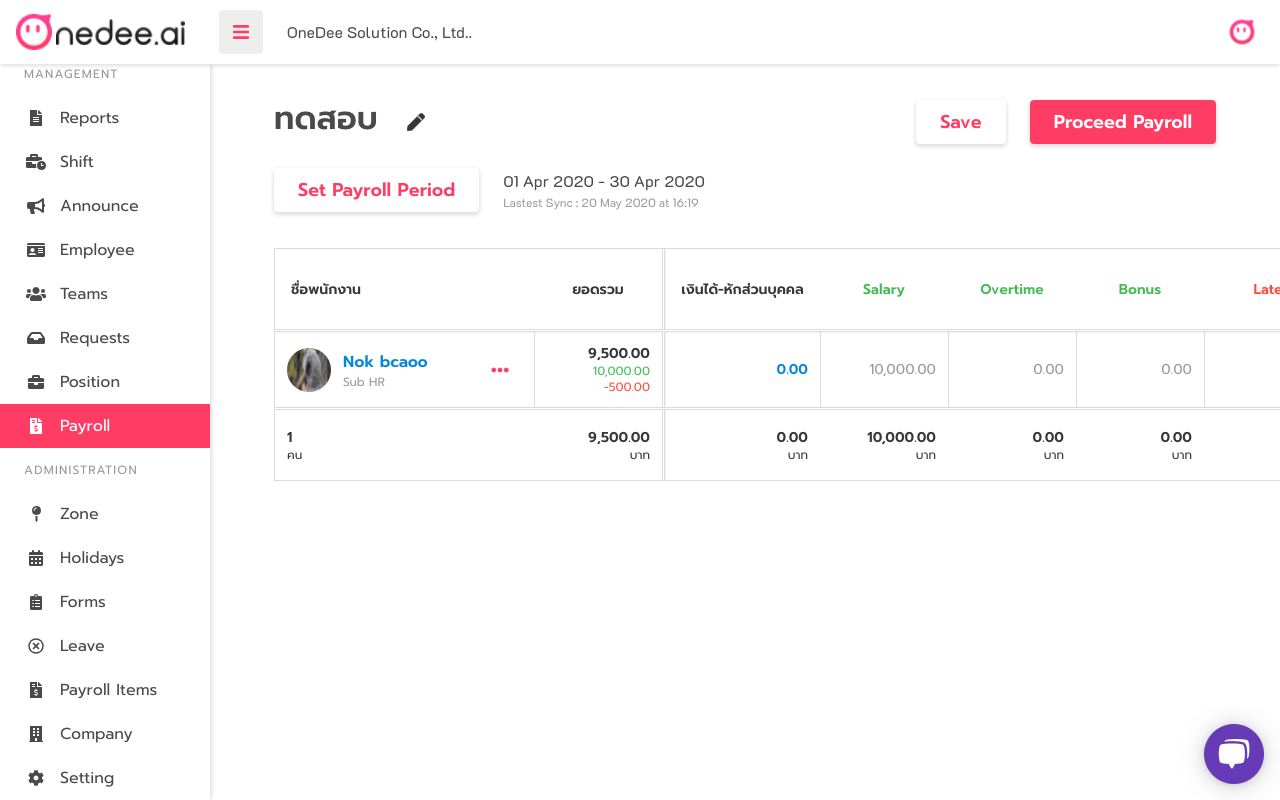 Onedee.ai
OneDee Solution Co., Ltd..
MANAGEMENT
Reports
Shift
Announce
Employee
Teams
Requests
Position
Payroll
ADMINISTRATION
Zone
Holidays
Forms
Leave
Payroll Items
Company
Setting
ทดสอบ
Save
Proceed Payroll
Set Payroll Period
01 Apr 2020 - 30 Apr 2020
Lastest Sync : 20 May 2020 at 16:19
ชื่อพนักงาน ยอดรวม เงินได้-หักส่วนบุคคล Salary Overtime Bonus Late
Nok bcaoo
Sub HR
9,500.00
10,000.00
-500.00
0.00 10,000.00 0.00 0.00
1 9,500.00 0.00 10,000.00 0.00 0.00
คน บาท บาท บาท บาท บาท